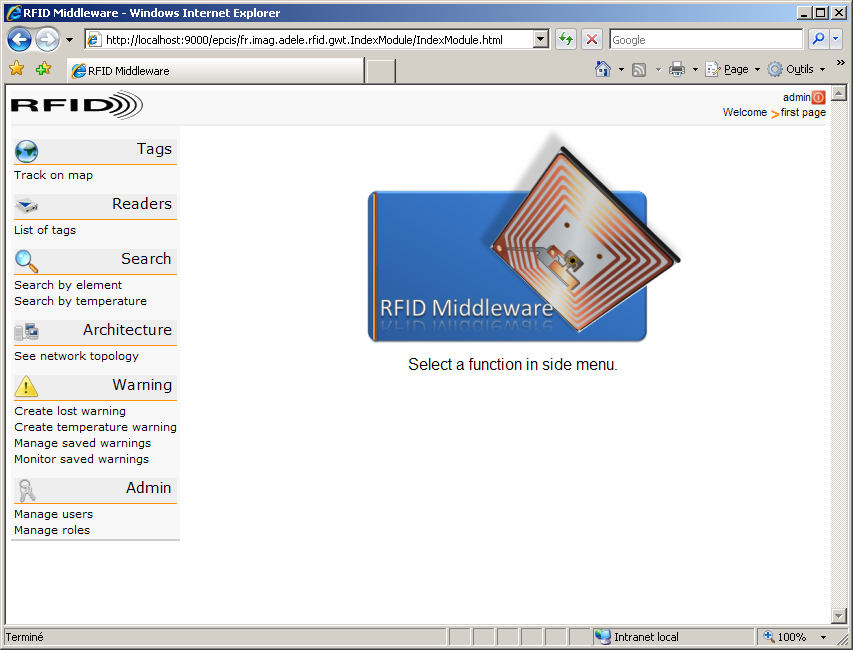 RFID Middleware - Windows Internet Explorer
http://localhost:9000/epcis/fr.imag.adele.rfid.gwt.IndexModule/IndexModule.html
Google
RFID Middleware
Page
Outils
RFID
admin
Welcome >first page
Tags
Track on map
Readers
List of tags
Search
Search by element
Search by temperature
Architecture
See network topology
Warning
Create lost warning
Create temperature warning
Manage saved warnings
Monitor saved warnings
Admin
Manage users
Manage roles
RFID Middleware
Select a function in side menu.
Terminé
Intranet local
100%